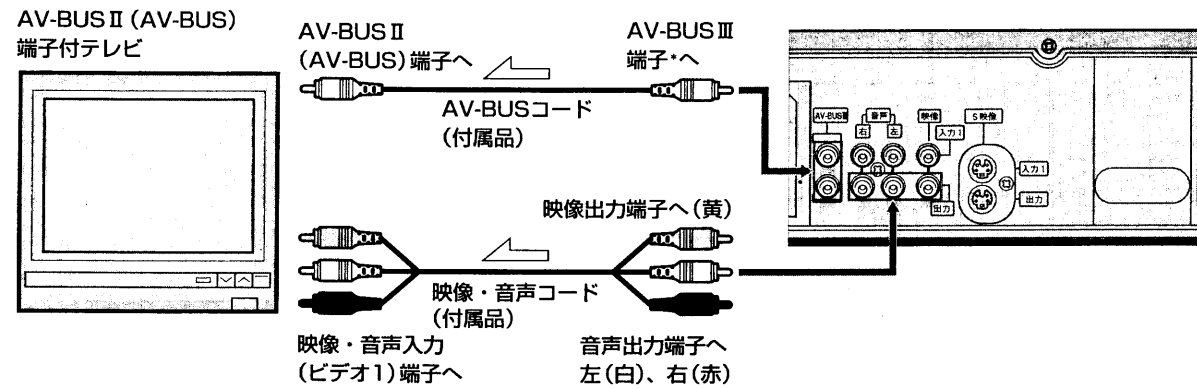 AV-BUSⅡ(AV-BUS)
端子付テレビ
AV-BUSⅡ
(AV-BUS)端子へ
AV-BUSⅢ
端子*へ
AV-BUSコード
(付属品)
AV-BUSⅢ
音声
右
左
映像
入力1
S映像
入力1
出力
出力
映像出力端子へ(黄)
映像・音声コード
(付属品)
映像・音声入力
(ビデオ1)端子へ
音声出力端子へ
左(白)、右(赤)